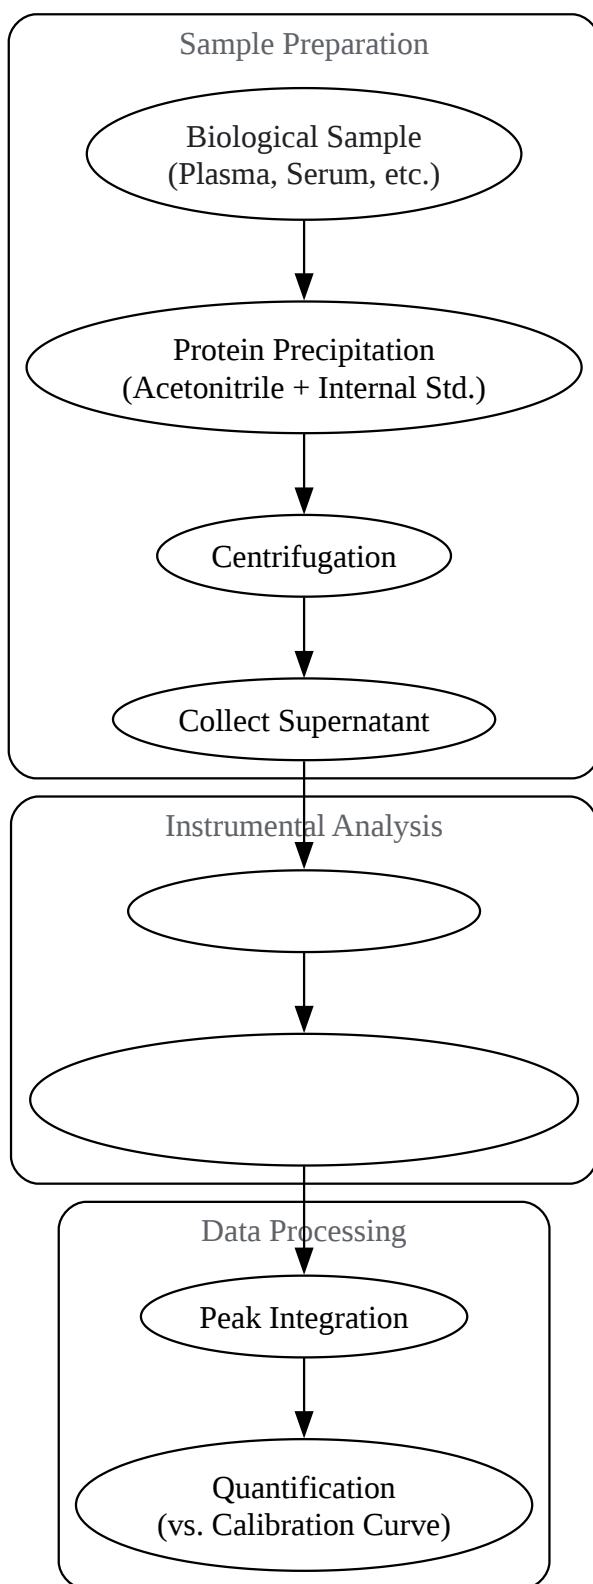 Sample Preparation
Biological Sample
(Plasma, Serum, etc.)
Protein Precipitation
(Acetonitrile + Internal Std.)
Centrifugation
Collect Supernatant
Instrumental Analysis
Data Processing
Peak Integration
Quantification
(vs. Calibration Curve)